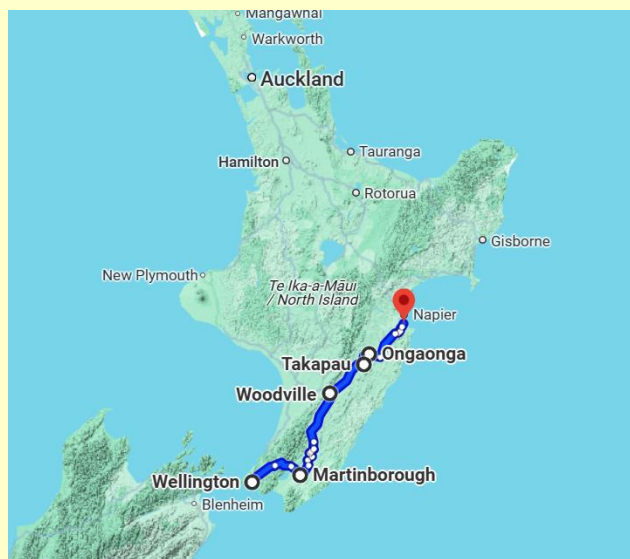 Mangawhai
Warkworth
Auckland
Tauranga
Hamilton
Rotorua
Gisborne
New Plymouth
Te Ika-a-Māui
/ North Island
Napier
Ongaonga
Takapau
Woodville
Wellington
Martinborough
Blenheim